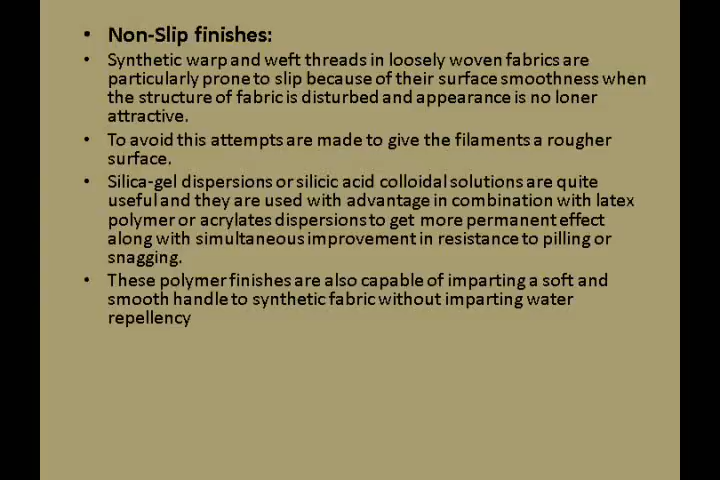 • Non-Slip finishes:
• Synthetic warp and weft threads in loosely woven fabrics are
particularly prone to slip because of their surface smoothness when
the structure of fabric is disturbed and appearance is no loner
attractive.
• To avoid this attempts are made to give the filaments a rougher
surface.
• Silica-gel dispersions or silicic acid colloidal solutions are quite
useful and they are used with advantage in combination with latex
polymer or acrylates dispersions to get more permanent effect
along with simultaneous improvement in resistance to pilling or
snagging.
• These polymer finishes are also capable of imparting a soft and
smooth handle to synthetic fabric without imparting water
repellency